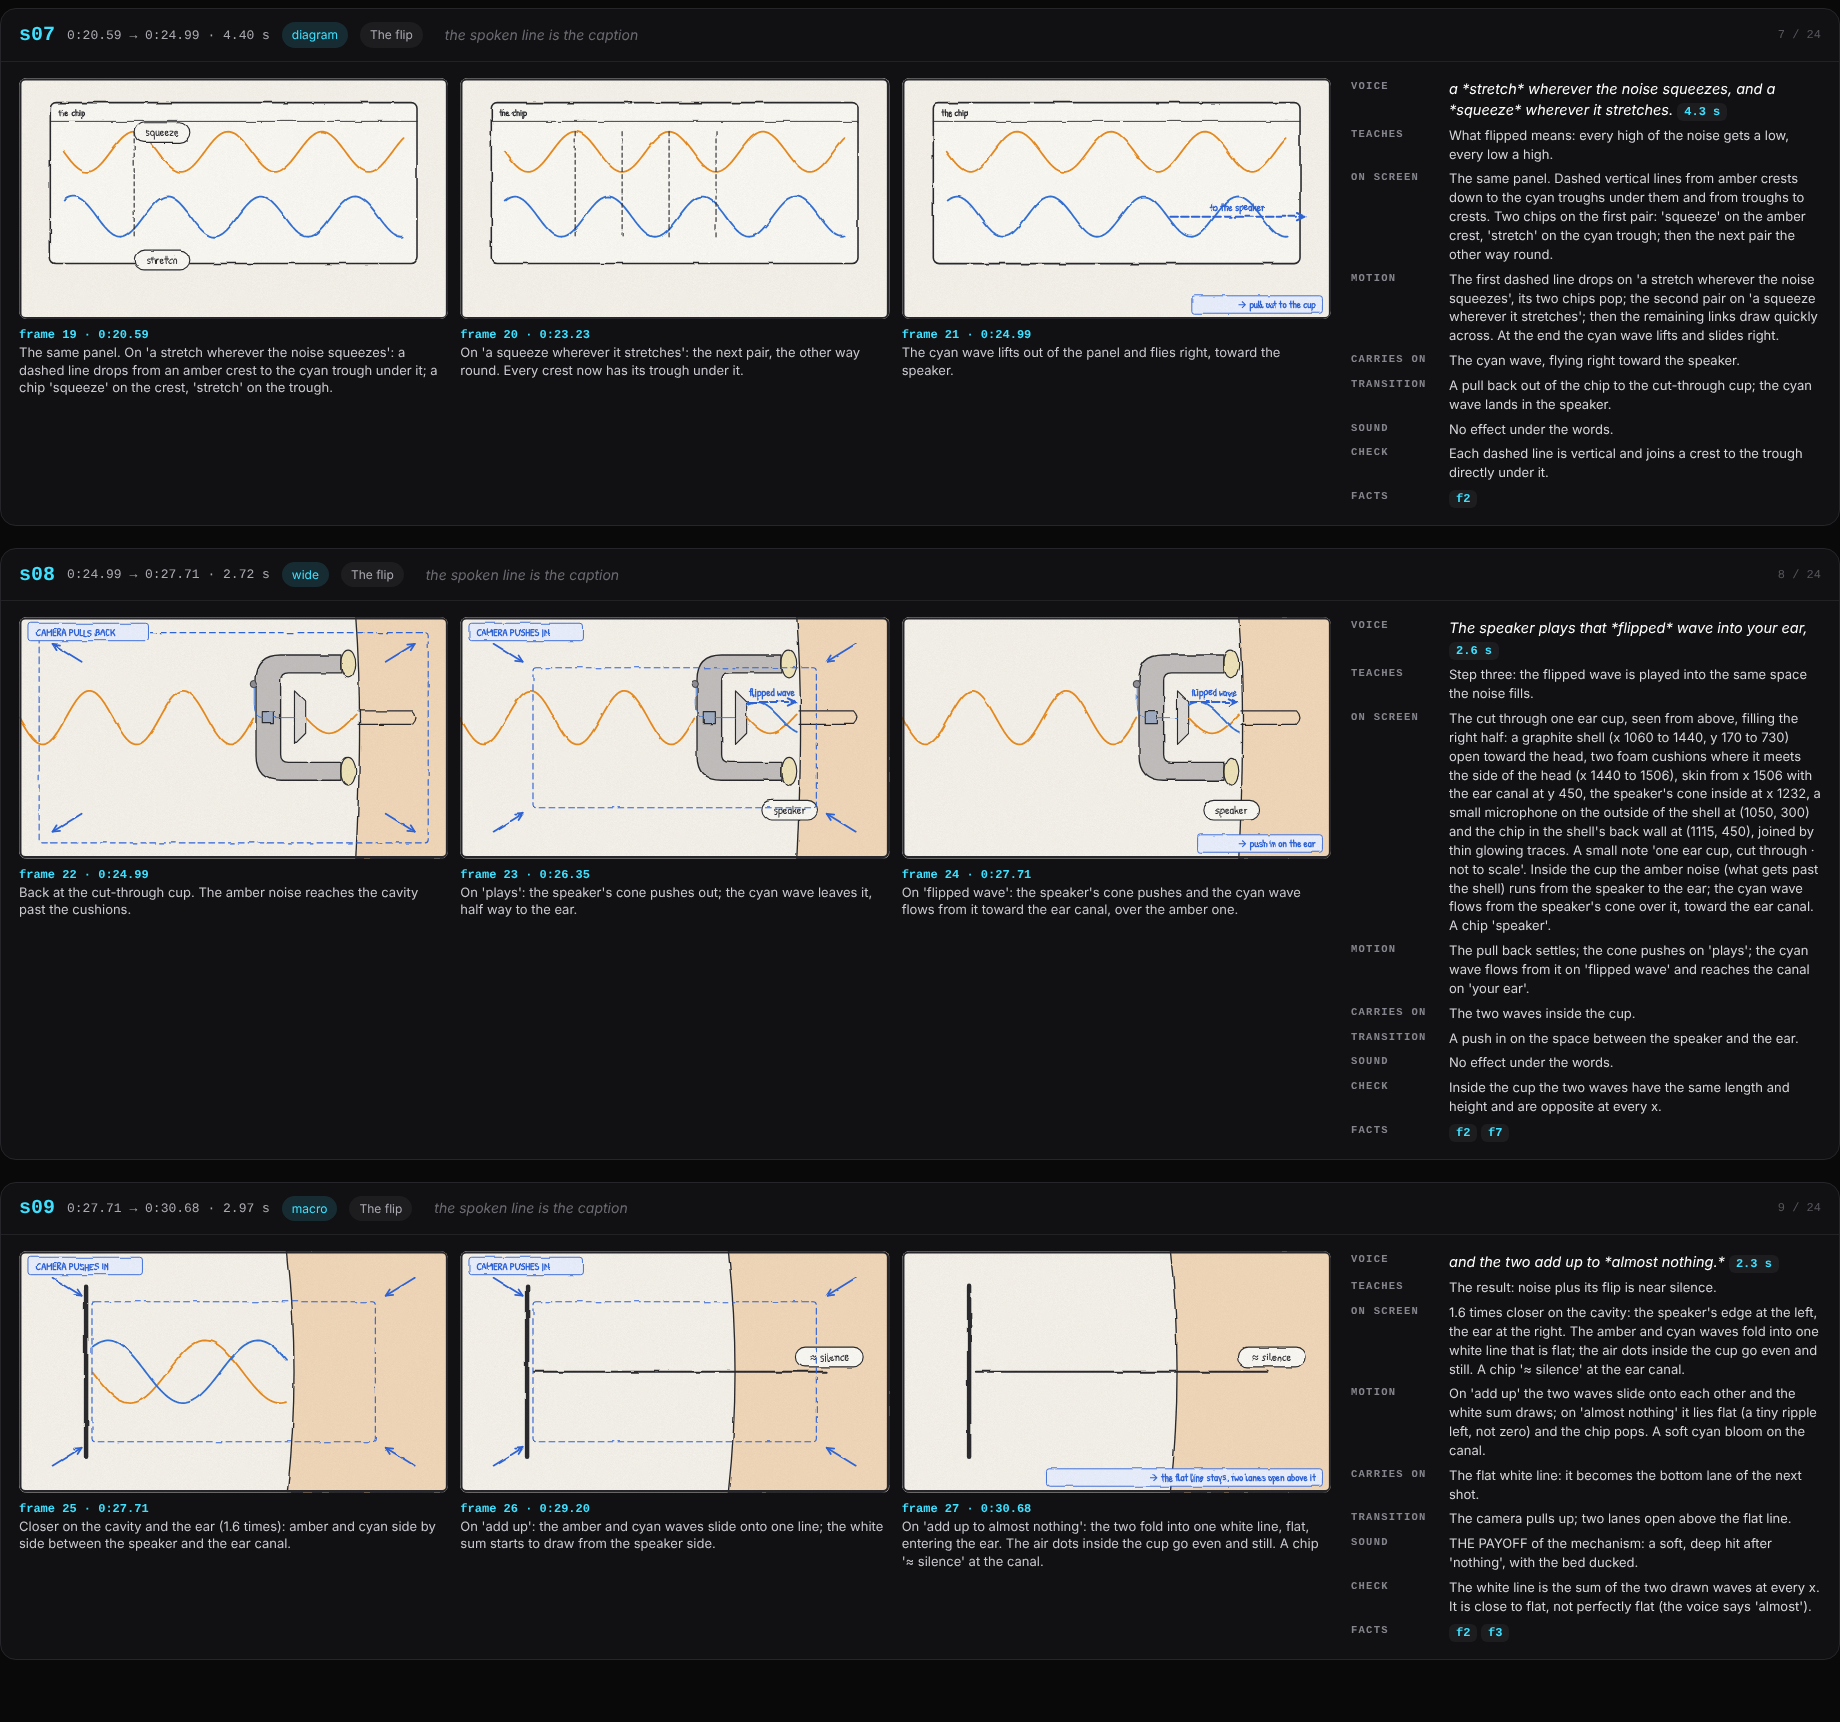 s07 0:20.59 → 0:24.99 · 4.40 s diagram The flip the spoken line is the caption 7 / 24
the chip
squeeze
stretch
the chip
the chip
to the speaker
→ pull out to the cup
frame 19 · 0:20.59
The same panel. On 'a stretch wherever the noise squeezes': a
dashed line drops from an amber crest to the cyan trough under it; a
chip 'squeeze' on the crest, 'stretch' on the trough.
frame 20 · 0:23.23
On 'a squeeze wherever it stretches': the next pair, the other way
round. Every crest now has its trough under it.
frame 21 · 0:24.99
The cyan wave lifts out of the panel and flies right, toward the
speaker.
VOICE
a *stretch* wherever the noise squeezes, and a
*squeeze* wherever it stretches. 4.3 s
TEACHES
What flipped means: every high of the noise gets a low,
every low a high.
ON SCREEN
The same panel. Dashed vertical lines from amber crests
down to the cyan troughs under them and from troughs to
crests. Two chips on the first pair: 'squeeze' on the amber
crest, 'stretch' on the cyan trough; then the next pair the
other way round.
MOTION
The first dashed line drops on 'a stretch wherever the noise
squeezes', its two chips pop; the second pair on 'a squeeze
wherever it stretches'; then the remaining links draw quickly
across. At the end the cyan wave lifts and slides right.
CARRIES ON
The cyan wave, flying right toward the speaker.
TRANSITION
A pull back out of the chip to the cut-through cup; the cyan
wave lands in the speaker.
SOUND
No effect under the words.
CHECK
Each dashed line is vertical and joins a crest to the trough
directly under it.
FACTS
f2
s08 0:24.99 → 0:27.71 · 2.72 s wide The flip the spoken line is the caption 8 / 24
CAMERA PULLS BACK
CAMERA PUSHES IN
flipped wave
speaker
flipped wave
speaker
→ push in on the ear
frame 22 · 0:24.99
Back at the cut-through cup. The amber noise reaches the cavity
past the cushions.
frame 23 · 0:26.35
On 'plays': the speaker's cone pushes out; the cyan wave leaves it,
half way to the ear.
frame 24 · 0:27.71
On 'flipped wave': the speaker's cone pushes and the cyan wave
flows from it toward the ear canal, over the amber one.
VOICE
The speaker plays that *flipped* wave into your ear,
2.6 s
TEACHES
Step three: the flipped wave is played into the same space
the noise fills.
ON SCREEN
The cut through one ear cup, seen from above, filling the
right half: a graphite shell (x 1060 to 1440, y 170 to 730)
open toward the head, two foam cushions where it meets
the side of the head (x 1440 to 1506), skin from x 1506 with
the ear canal at y 450, the speaker's cone inside at x 1232, a
small microphone on the outside of the shell at (1050, 300)
and the chip in the shell's back wall at (1115, 450), joined by
thin glowing traces. A small note 'one ear cup, cut through ·
not to scale'. Inside the cup the amber noise (what gets past
the shell) runs from the speaker to the ear; the cyan wave
flows from the speaker's cone over it, toward the ear canal.
A chip 'speaker'.
MOTION
The pull back settles; the cone pushes on 'plays'; the cyan
wave flows from it on 'flipped wave' and reaches the canal
on 'your ear'.
CARRIES ON
The two waves inside the cup.
TRANSITION
A push in on the space between the speaker and the ear.
SOUND
No effect under the words.
CHECK
Inside the cup the two waves have the same length and
height and are opposite at every x.
FACTS
f2 f7
s09 0:27.71 → 0:30.68 · 2.97 s macro The flip the spoken line is the caption 9 / 24
CAMERA PUSHES IN
CAMERA PUSHES IN
≈ silence
≈ silence
→ the flat line stays, two lanes open above it
frame 25 · 0:27.71
Closer on the cavity and the ear (1.6 times): amber and cyan side by
side between the speaker and the ear canal.
frame 26 · 0:29.20
On 'add up': the amber and cyan waves slide onto one line; the white
sum starts to draw from the speaker side.
frame 27 · 0:30.68
On 'add up to almost nothing': the two fold into one white line, flat,
entering the ear. The air dots inside the cup go even and still. A chip
'≈ silence' at the canal.
VOICE
and the two add up to *almost nothing.* 2.3 s
TEACHES
The result: noise plus its flip is near silence.
ON SCREEN
1.6 times closer on the cavity: the speaker's edge at the left,
the ear at the right. The amber and cyan waves fold into one
white line that is flat; the air dots inside the cup go even and
still. A chip '≈ silence' at the ear canal.
MOTION
On 'add up' the two waves slide onto each other and the
white sum draws; on 'almost nothing' it lies flat (a tiny ripple
left, not zero) and the chip pops. A soft cyan bloom on the
canal.
CARRIES ON
The flat white line: it becomes the bottom lane of the next
shot.
TRANSITION
The camera pulls up; two lanes open above the flat line.
SOUND
THE PAYOFF of the mechanism: a soft, deep hit after
'nothing', with the bed ducked.
CHECK
The white line is the sum of the two drawn waves at every x.
It is close to flat, not perfectly flat (the voice says 'almost').
FACTS
f2 f3